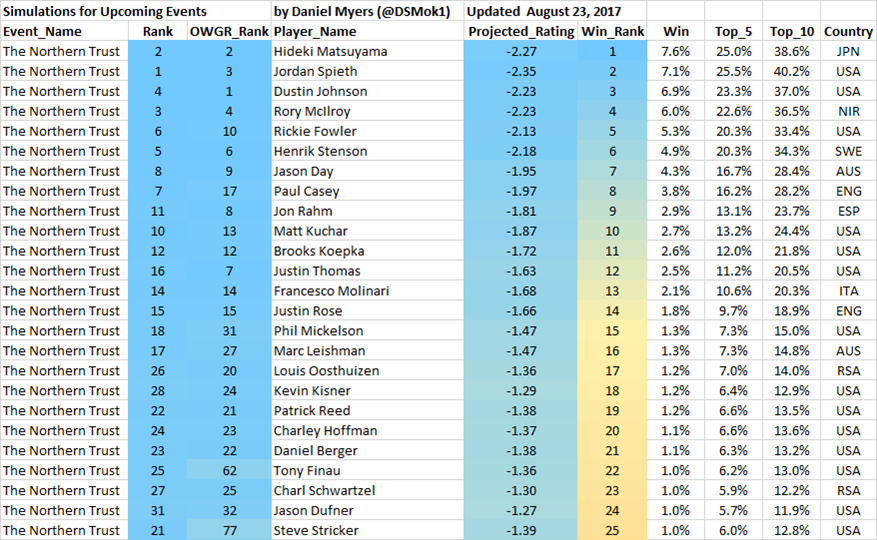 Simulations for Upcoming Events by Daniel Myers (@DSMok1) Updated August 23, 2017
Event_Name Rank OWGR_Rank Player_Name Projected_Rating Win_Rank Win Top_5 Top_10 Country
The Northern Trust 2 2 Hideki Matsuyama -2.27 1 7.6% 25.0% 38.6% JPN
The Northern Trust 1 3 Jordan Spieth -2.35 2 7.1% 25.5% 40.2% USA
The Northern Trust 4 1 Dustin Johnson -2.23 3 6.9% 23.3% 37.0% USA
The Northern Trust 3 4 Rory McIlroy -2.23 4 6.0% 22.6% 36.5% NIR
The Northern Trust 6 10 Rickie Fowler -2.13 5 5.3% 20.3% 33.4% USA
The Northern Trust 5 6 Henrik Stenson -2.18 6 4.9% 20.3% 34.3% SWE
The Northern Trust 8 9 Jason Day -1.95 7 4.3% 16.7% 28.4% AUS
The Northern Trust 7 17 Paul Casey -1.97 8 3.8% 16.2% 28.2% ENG
The Northern Trust 11 8 Jon Rahm -1.81 9 2.9% 13.1% 23.7% ESP
The Northern Trust 10 13 Matt Kuchar -1.87 10 2.7% 13.2% 24.4% USA
The Northern Trust 12 12 Brooks Koepka -1.72 11 2.6% 12.0% 21.8% USA
The Northern Trust 16 7 Justin Thomas -1.63 12 2.5% 11.2% 20.5% USA
The Northern Trust 14 14 Francesco Molinari -1.68 13 2.1% 10.6% 20.3% ITA
The Northern Trust 15 15 Justin Rose -1.66 14 1.8% 9.7% 18.9% ENG
The Northern Trust 18 31 Phil Mickelson -1.47 15 1.3% 7.3% 15.0% USA
The Northern Trust 17 27 Marc Leishman -1.47 16 1.3% 7.3% 14.8% AUS
The Northern Trust 26 20 Louis Oosthuizen -1.36 17 1.2% 7.0% 14.0% RSA
The Northern Trust 28 24 Kevin Kisner -1.29 18 1.2% 6.4% 12.9% USA
The Northern Trust 22 21 Patrick Reed -1.38 19 1.2% 6.6% 13.5% USA
The Northern Trust 24 23 Charley Hoffman -1.37 20 1.1% 6.6% 13.6% USA
The Northern Trust 23 22 Daniel Berger -1.38 21 1.1% 6.3% 13.2% USA
The Northern Trust 25 62 Tony Finau -1.36 22 1.0% 6.2% 13.0% USA
The Northern Trust 27 25 Charl Schwartzel -1.30 23 1.0% 5.9% 12.2% RSA
The Northern Trust 31 32 Jason Dufner -1.27 24 1.0% 5.7% 11.9% USA
The Northern Trust 21 77 Steve Stricker -1.39 25 1.0% 6.0% 12.8% USA